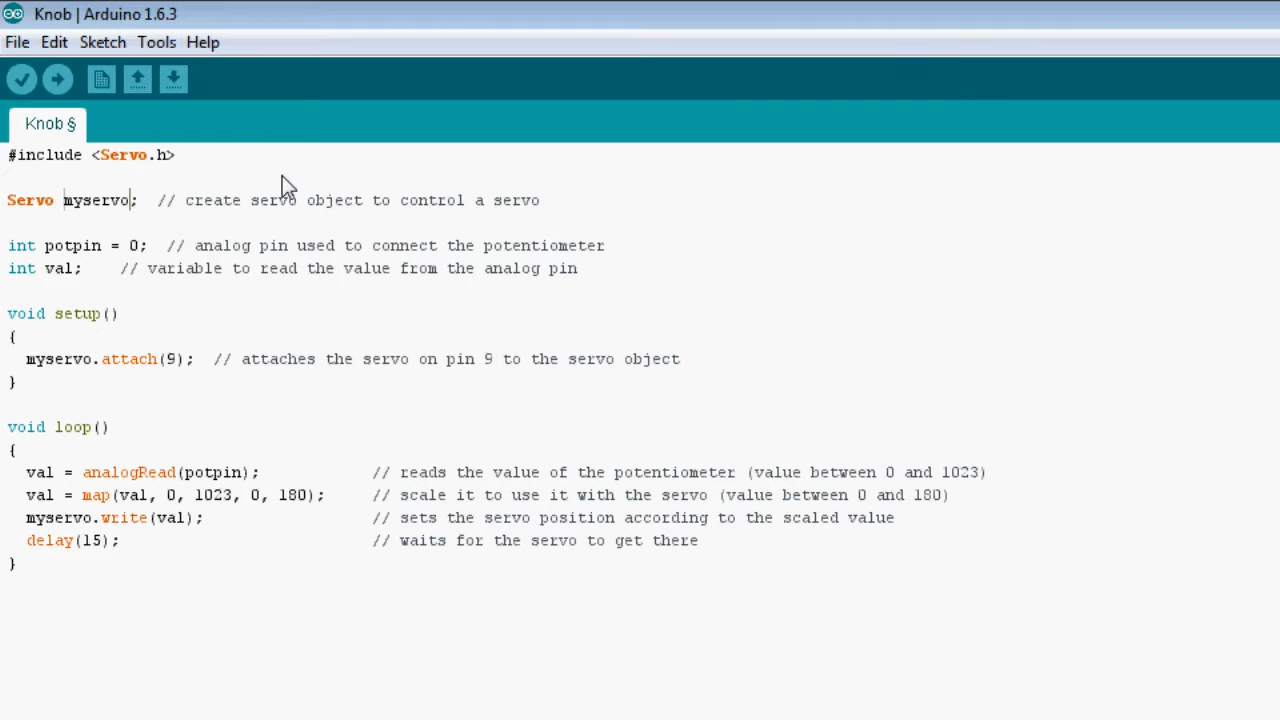 Knob | Arduino 1.6.3
File Edit Sketch Tools Help
Knob §
#include <Servo.h>
Servo myservo;  // create servo object to control a servo
int potpin = 0;  // analog pin used to connect the potentiometer
int val;    // variable to read the value from the analog pin
void setup()
{
  myservo.attach(9);  // attaches the servo on pin 9 to the servo object
}
void loop()
{
  val = analogRead(potpin);            // reads the value of the potentiometer (value between 0 and 1023)
  val = map(val, 0, 1023, 0, 180);     // scale it to use it with the servo (value between 0 and 180)
  myservo.write(val);                  // sets the servo position according to the scaled value
  delay(15);                           // waits for the servo to get there
}